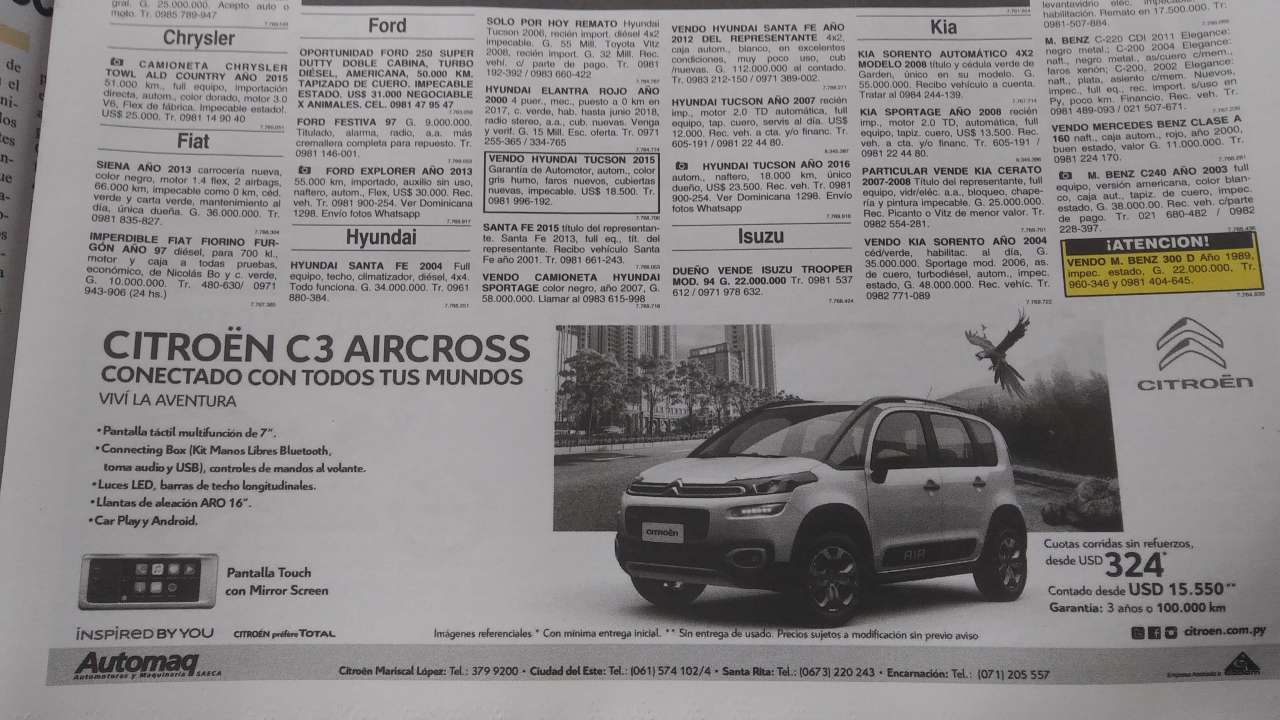 gral. G. 25.000.000. Acepto auto o
moto. Tr. 0985 789-947
Chrysler
CAMIONETA CHRYSLER
TOWL ALD COUNTRY AÑO 2015
51.000 km., full equipo, importación
directa, autom., color dorado, motor 3.0
V6, Flex de fábrica. Impecable estado!.
US$ 25.000. Tr. 0981 14 90 40
Fiat
SIENA AÑO 2013 carrocería nueva,
color negro, motor 1.4 flex, 2 airbags,
66.000 km, impecable como 0 km, céd.
verde y carta verde, mantenimiento al
día, única dueña. G. 36.000.000. Tr.
0981 835-827.
IMPERDIBLE FIAT FIORINO FUR-
GÓN AÑO 97 diésel, para 700 kl.,
motor y caja a todas pruebas,
económico, de Nicolás Bo y c. verde,
G. 10.000.000. Tr. 480-630/ 0971
943-906 (24 hs.)
Ford
OPORTUNIDAD FORD 250 SUPER
DUTTY DOBLE CABINA, TURBO
DIÉSEL, AMERICANA, 50.000 KM.
TAPIZADO DE CUERO. IMPECABLE
ESTADO, US$ 31.000 NEGOCIABLE
X ANIMALES. CEL. 0981 47 95 47
FORD FESTIVA 97 G. 9.000.000.
Titulado, alarma, radio, a.a. más
cremallera completa para repuesto. Tr.
0981 146-001.
FORD EXPLORER AÑO 2013
55.000 km, importado, auxilio sin uso,
naftero, autom., Flex, US$ 30.000. Rec.
veh. Tr. 0981 900-254. Ver Dominicana
1298. Envío fotos Whatsapp
Hyundai
HYUNDAI SANTA FE 2004 Full
equipo, techo, climatizador, diésel, 4x4.
Todo funciona. G. 34.000.000. Tr. 0961
880-384.
SOLO POR HOY REMATO Hyundai
Tucson 2006, recién import. diésel 4x2
impecable. G. 55 Mill. Toyota Vitz
2008, recién import. G. 32 Mill. Rec.
vehí. c/ parte de pago. Tr. 0981
192-392 / 0983 660-422
HYUNDAI ELANTRA ROJO AÑO
2000 4 puer., mec., puesto a 0 km en
2017, c. verde, hab. hasta junio 2018,
radio stereo, a.a., cub. nuevas. Venga
y verif. G. 15 Mill. Esc. oferta. Tr. 0971
255-365 / 334-765
VENDO HYUNDAI TUCSON 2015
Garantía de Automotor, autom., color
gris humo, faros nuevos, cubiertas
nuevas, impecable. US$ 18.500. Tr.
0981 996-192.
SANTA FE 2015 título del representan-
te. Santa Fe 2013, full eq., tít. del
representante. Recibo vehículo Santa
Fe año 2001. Tr. 0981 661-243.
VENDO CAMIONETA HYUNDAI
SPORTAGE color negro, año 2007, G.
58.000.000. Llamar al 0983 615-998
VENDO HYUNDAI SANTA FE AÑO
2012 DEL REPRESENTANTE 4x2,
caja autom., blanco, en excelentes
condiciones, muy poco uso, cub
/nuevas. G. 112.000.000 al contado.
Tr. 0983 212-150 / 0971 389-002.
HYUNDAI TUCSON AÑO 2007 recién
imp., motor 2.0 TD automática, full
equipo, tap. cuero, servis al día. US$
12.000. Rec. veh. a cta. y/o financ. Tr.
605-191 / 0981 22 44 80.
HYUNDAI TUCSON AÑO 2016
autom., naftero, 18.000 km, único
dueño, US$ 23.500. Rec. veh. Tr. 0981
900-254. Ver Dominicana 1298. Envío
fotos Whatsapp
Isuzu
DUEÑO VENDE ISUZU TROOPER
MOD. 94 G. 22.000.000 Tr. 0981 537
612 / 0971 978 632.
Kia
KIA SORENTO AUTOMÁTICO 4X2
MODELO 2008 título y cédula verde de
Garden, único en su modelo. G.
55.000.000. Recibo vehículo a cuenta.
Tratar al 0984 244-139.
KIA SPORTAGE AÑO 2008 recién
imp., motor 2.0 TD, automática, full
equipo, tapiz. cuero, US$ 13.500. Rec.
veh. a cta. y/o financ. Tr. 605-191 /
0981 22 44 80.
PARTICULAR VENDE KIA CERATO
2007-2008 Título del representante, full
equipo, vidr/eléc. a.a., bloqueo, chape-
ría y pintura impecable. G. 25.000.000.
Rec. Picanto o Vitz de menor valor. Tr.
0982 554-281.
VENDO KIA SORENTO AÑO 2004
céd/verde, habilitac. al día, G.
35.000.000. Sportage mod. 2006, as.
de cuero, turbodiésel, autom., impec.
estado, G. 48.000.000. Rec. vehíc. Tr.
0982 771-089
habilitación. Remato en 17.500.000. Tr.
0981-507-884.
M. BENZ C-220 CDI 2011 Elegance:
negro metal.; C-200 2004 Elegante:
naft., negro metal., as/cuero c/mem.,
faros xenón; C-200, 2002 Elegance:
naft., plata, asiento c/mem. Nuevos,
impec., full eq., rec. import. s/uso en
Py, poco km. Financio. Rec. veh. Tr.
0981 489-093 / 021 507-671.
VENDO MERCEDES BENZ CLASE A
160 naft., caja autom., rojo, año 2000,
buen estado, valor G. 11.000.000. Tr.
0981 224 170.
M. BENZ C240 AÑO 2003 full
equipo, versión americana, color blan-
co, caja aut., tapiz. de cuero, impec.
estado, G. 38.000.00. Rec. veh. c/parte
de pago. Tr. 021 680-482 / 0982
228-397.
¡ATENCION!
VENDO M. BENZ 300 D Año 1989,
impec. estado, G. 22.000.000, Tr.
960-346 y 0981 404-645.
CITROËN C3 AIRCROSS
CONECTADO CON TODOS TUS MUNDOS
VIVÍ LA AVENTURA
• Pantalla táctil multifunción de 7".
• Connecting Box (Kit Manos Libres Bluetooth,
toma audio y USB), controles de mandos al volante.
• Luces LED, barras de techo longitudinales.
• Llantas de aleación ARO 16".
• Car Play y Android.
Pantalla Touch
con Mirror Screen
CITROËN
AIR
CITROËN
Cuotas corridas sin refuerzos,
desde USD 324*
Contado desde USD 15.550**
Garantía: 3 años o 100.000 km
INSPIRED BY YOU
CITROËN préfère TOTAL
Imágenes referenciales * Con mínima entrega inicial. ** Sin entrega de usado. Precios sujetos a modificación sin previo aviso
citroen.com.py
Automaq
Automotores y Maquinaria SAECA
Citroën Mariscal López: Tel.: 379 9200 • Ciudad del Este: Tel.: (061) 574 102/4 • Santa Rita: Tel.: (0673) 220 243 • Encarnación: Tel.: (071) 205 557